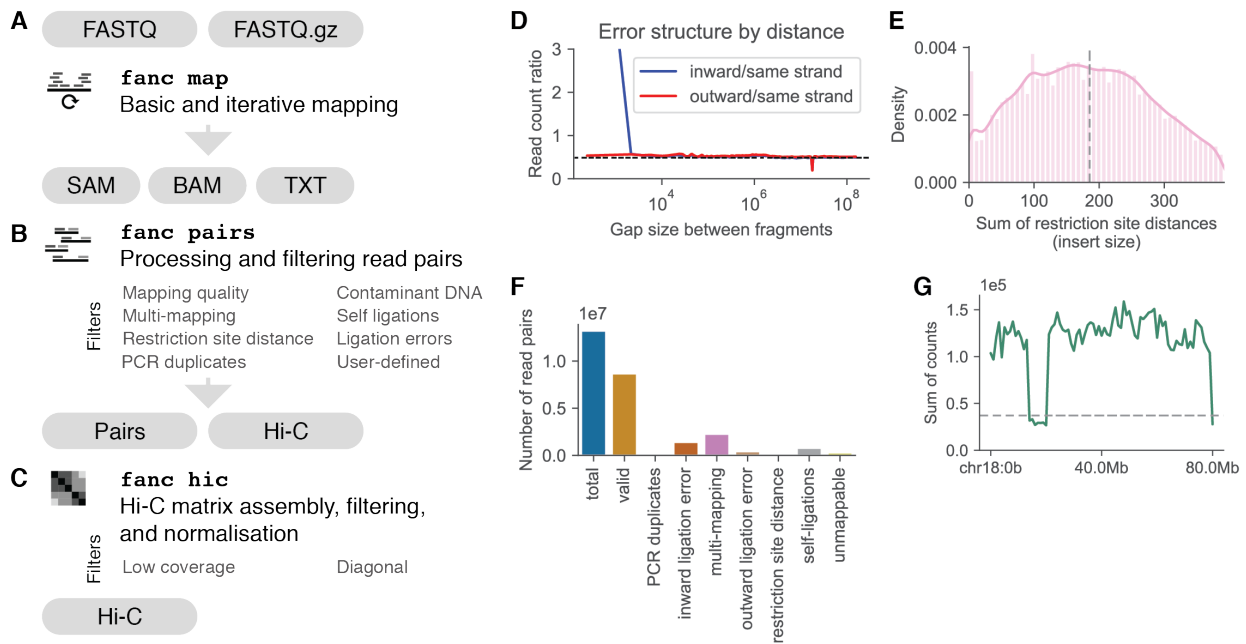 A
FASTQ
FASTQ.gz
fanc map
Basic and iterative mapping
SAM
BAM
TXT
B
fanc pairs
Processing and filtering read pairs
Filters
Mapping quality
Contaminant DNA
Multi-mapping
Self ligations
Restriction site distance
Ligation errors
PCR duplicates
User-defined
Pairs
Hi-C
C
fanc hic
Hi-C matrix assembly, filtering,
and normalisation
Filters
Low coverage
Diagonal
Hi-C
D
Error structure by distance
Read count ratio
3
2
1
0
inward/same strand
outward/same strand
10⁴
10⁶
10⁸
Gap size between fragments
E
Density
0.004
0.002
0.000
0
100
200
300
Sum of restriction site distances
(insert size)
F
Number of read pairs
1e7
1.0
0.5
0.0
total
valid
PCR duplicates
inward ligation error
multi-mapping
outward ligation error
restriction site distance
self-ligations
unmappable
G
1e5
Sum of counts
1.5
1.0
0.5
0.0
chr18:0b
40.0Mb
80.0Mb